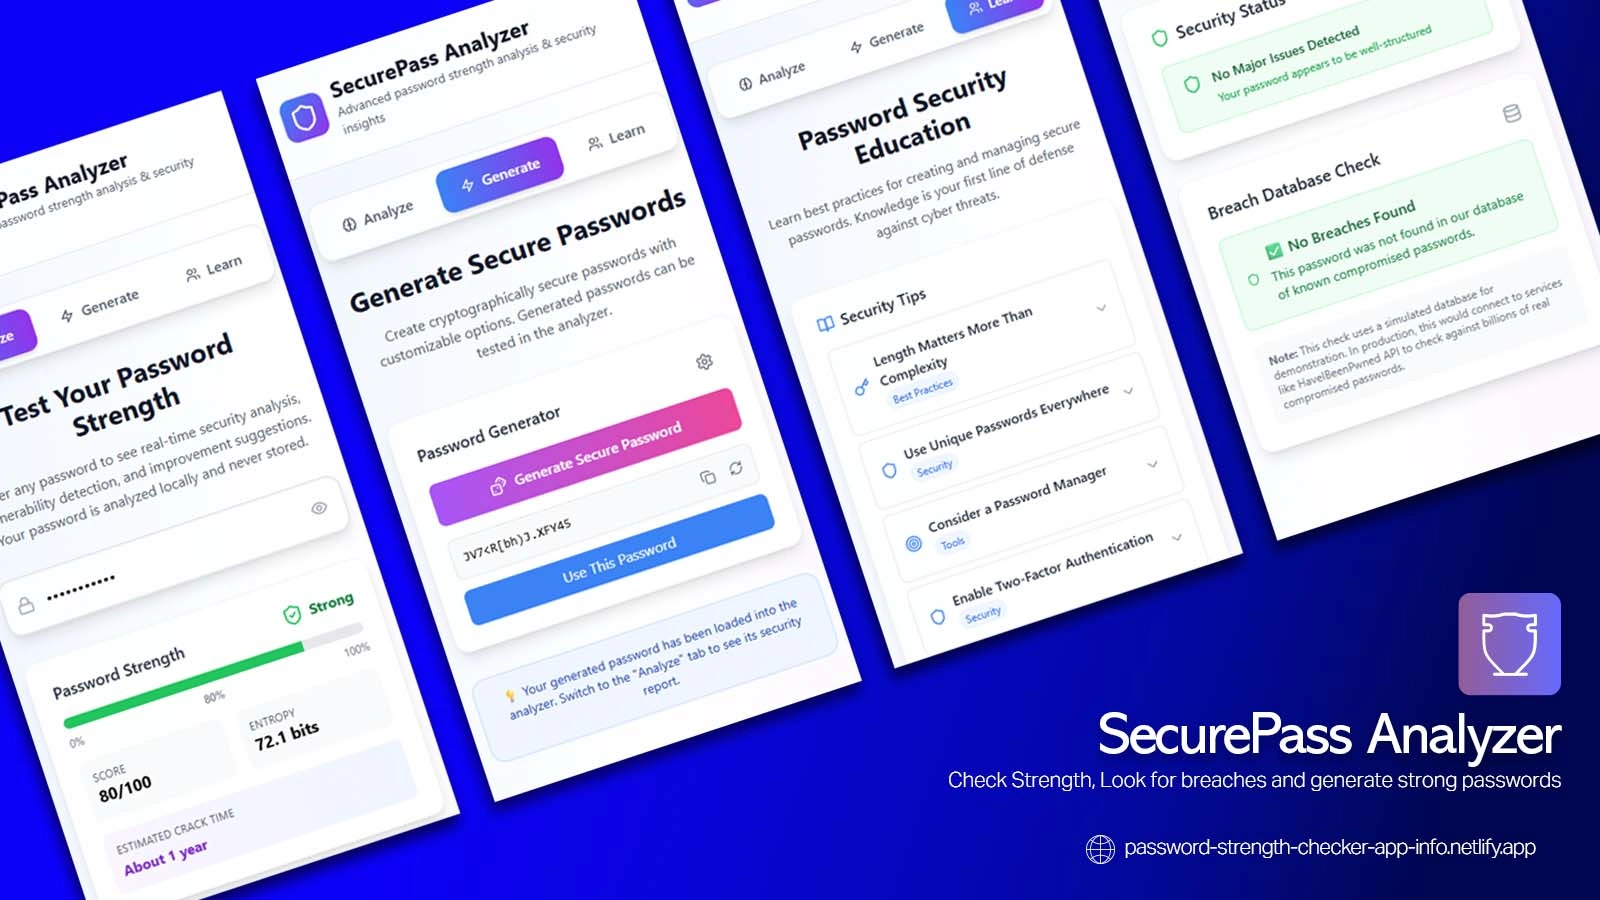 Pass Analyzer
password strength analysis & security
ze
Generate
Learn
Test Your Password
Strength
er any password to see real-time security analysis,
nerability detection, and improvement suggestions.
Your password is analyzed locally and never stored.
•••••••••••
Strong
Password Strength
0%
80%
100%
SCORE
80/100
ENTROPY
72.1 bits
ESTIMATED CRACK TIME
About 1 year
SecurePass Analyzer
Advanced password strength analysis & security
insights
Analyze
Generate
Learn
Generate Secure Passwords
Create cryptographically secure passwords with
customizable options. Generated passwords can be
tested in the analyzer.
Password Generator
Generate Secure Password
JV7<R[bh)J.XFY45
Use This Password
💡 Your generated password has been loaded into the
analyzer. Switch to the "Analyze" tab to see its security
report.
Analyze
Generate
Learn
Password Security
Education
Learn best practices for creating and managing secure
passwords. Knowledge is your first line of defense
against cyber threats.
Security Tips
Length Matters More Than
Complexity
Best Practices
Use Unique Passwords Everywhere
Security
Consider a Password Manager
Tools
Enable Two-Factor Authentication
Security
Security Status
No Major Issues Detected
Your password appears to be well-structured
Breach Database Check
✅ No Breaches Found
This password was not found in our database
of known compromised passwords.
Note: This check uses a simulated database for
demonstration. In production, this would connect to services
like HaveIBeenPwned API to check against billions of real
compromised passwords.
SecurePass Analyzer
Check Strength, Look for breaches and generate strong passwords
password-strength-checker-app-info.netlify.app